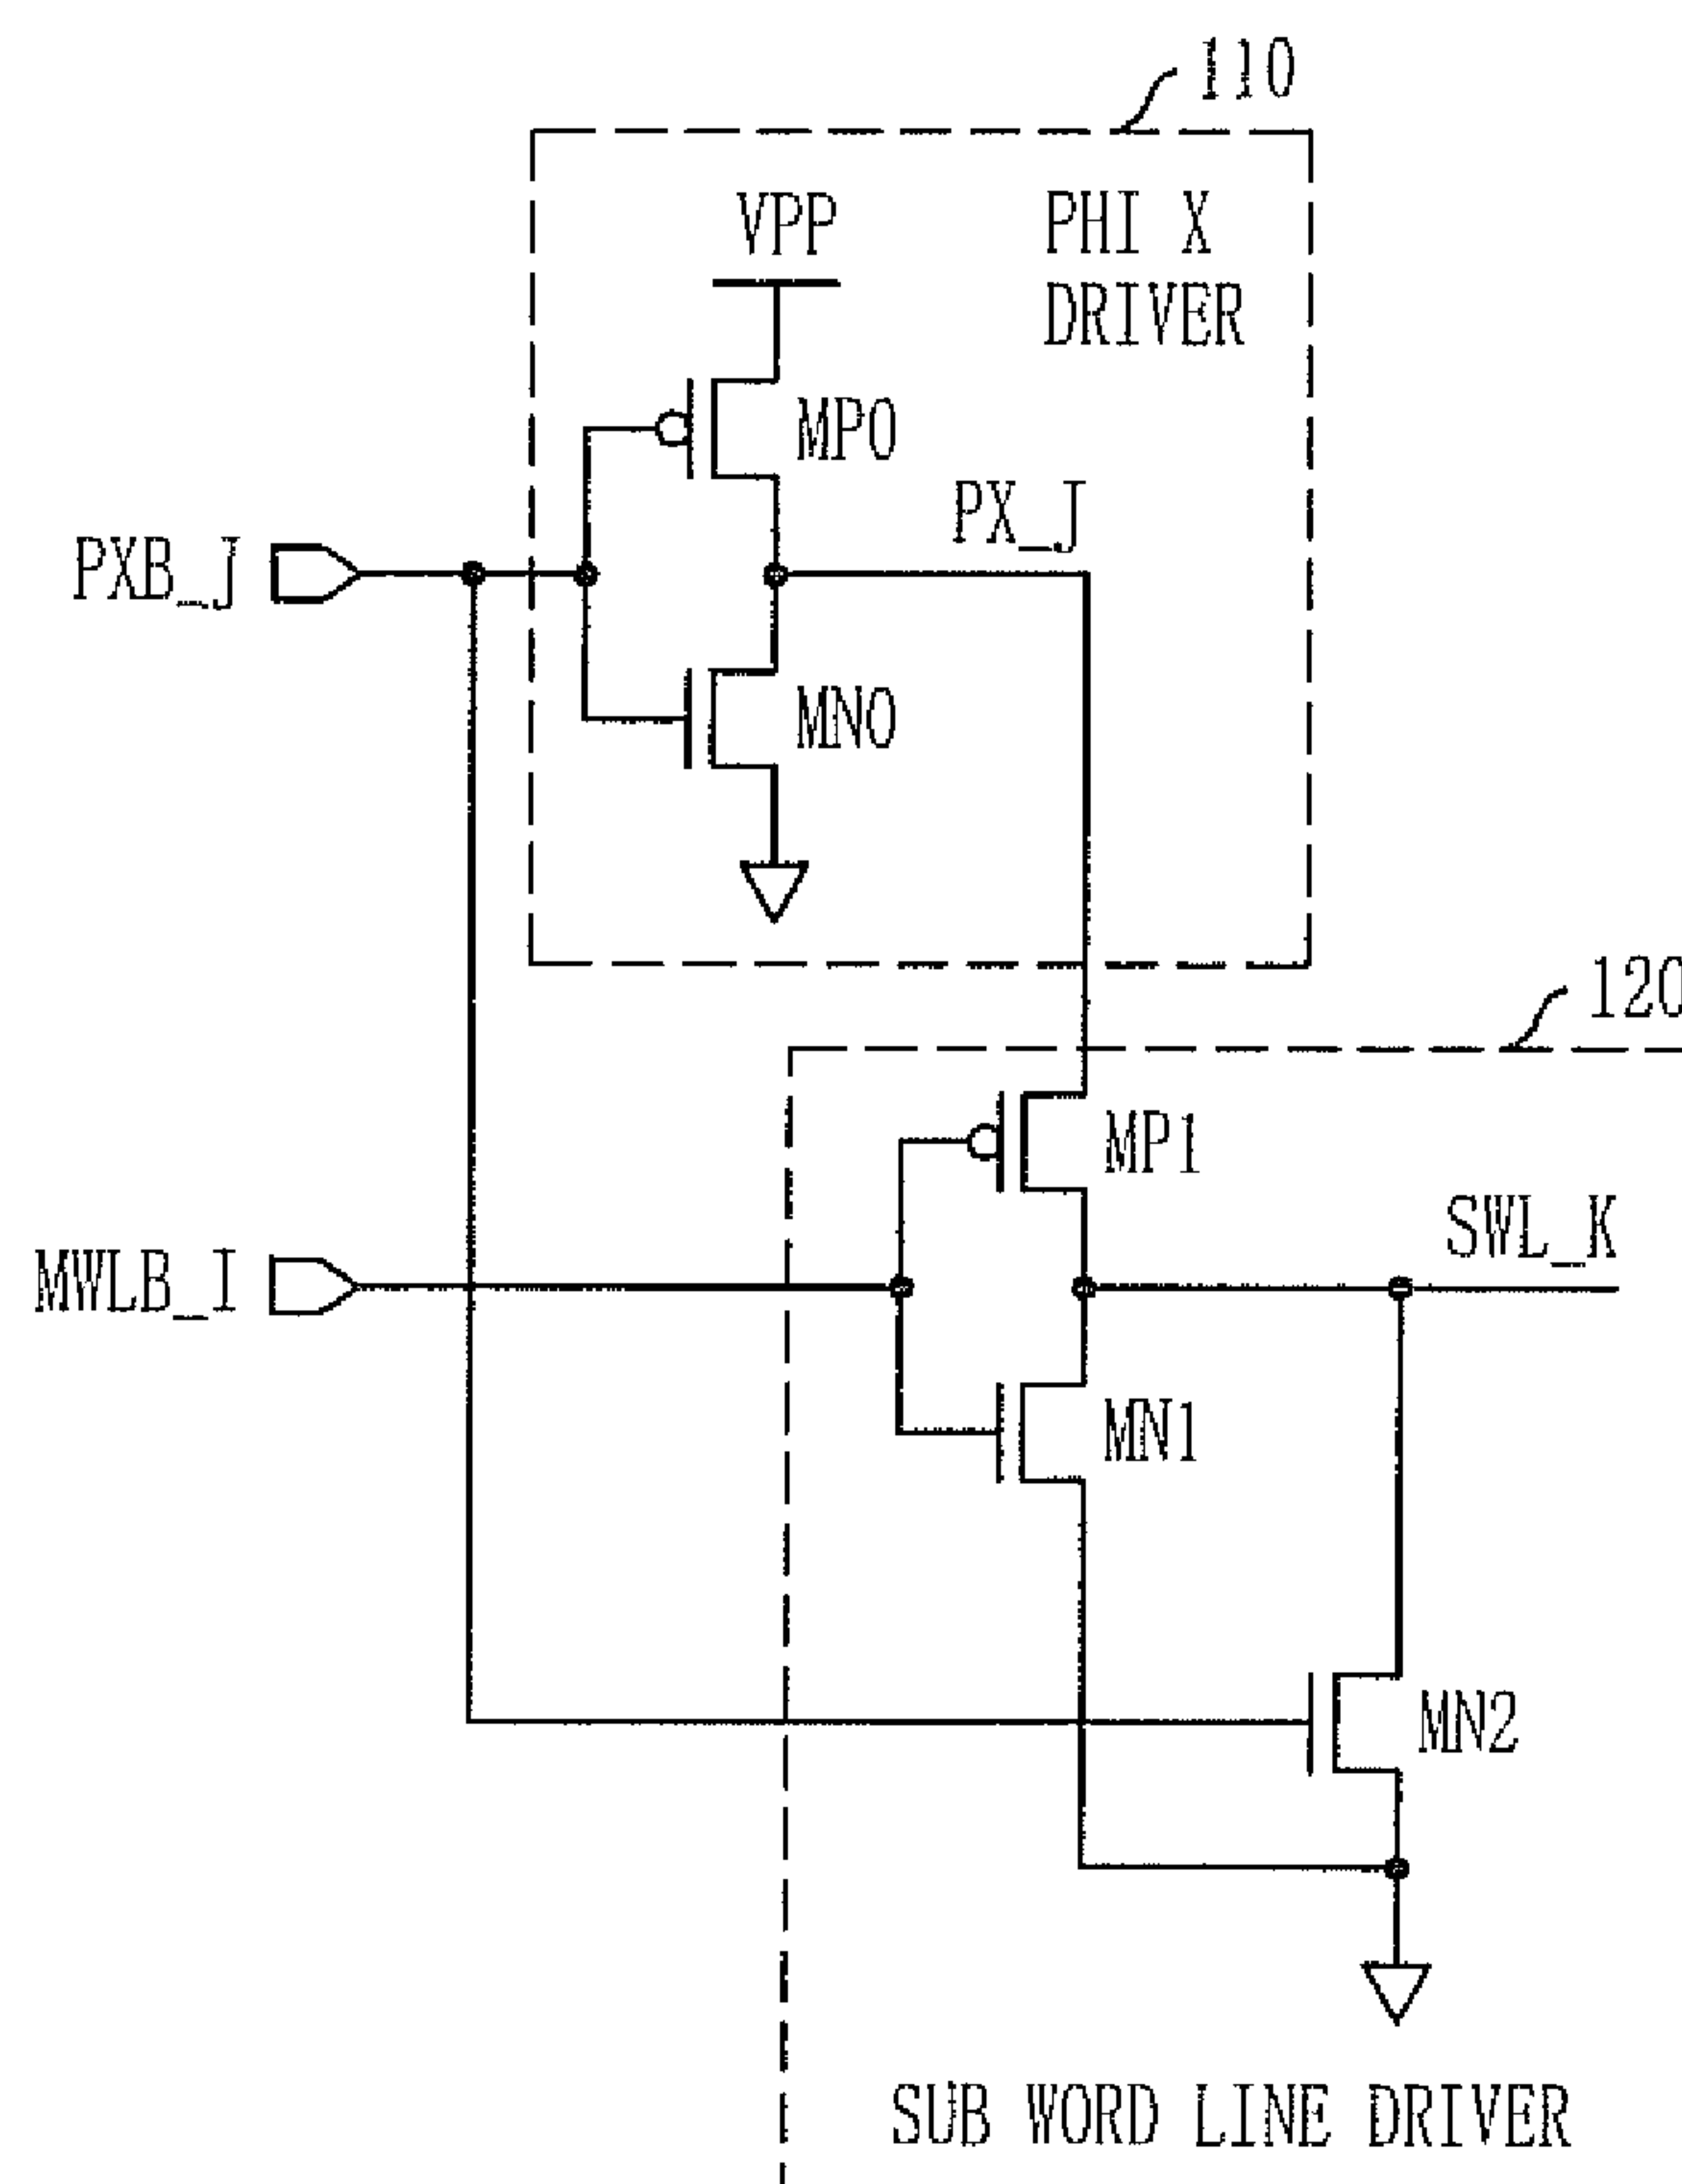 110
VPP
PHI X
DRIVER
MP0
PX_J
PXB_J
MN0
120
MP1
SWL_K
MWLB_I
MN1
MN2
SUB WORD LINE DRIVER